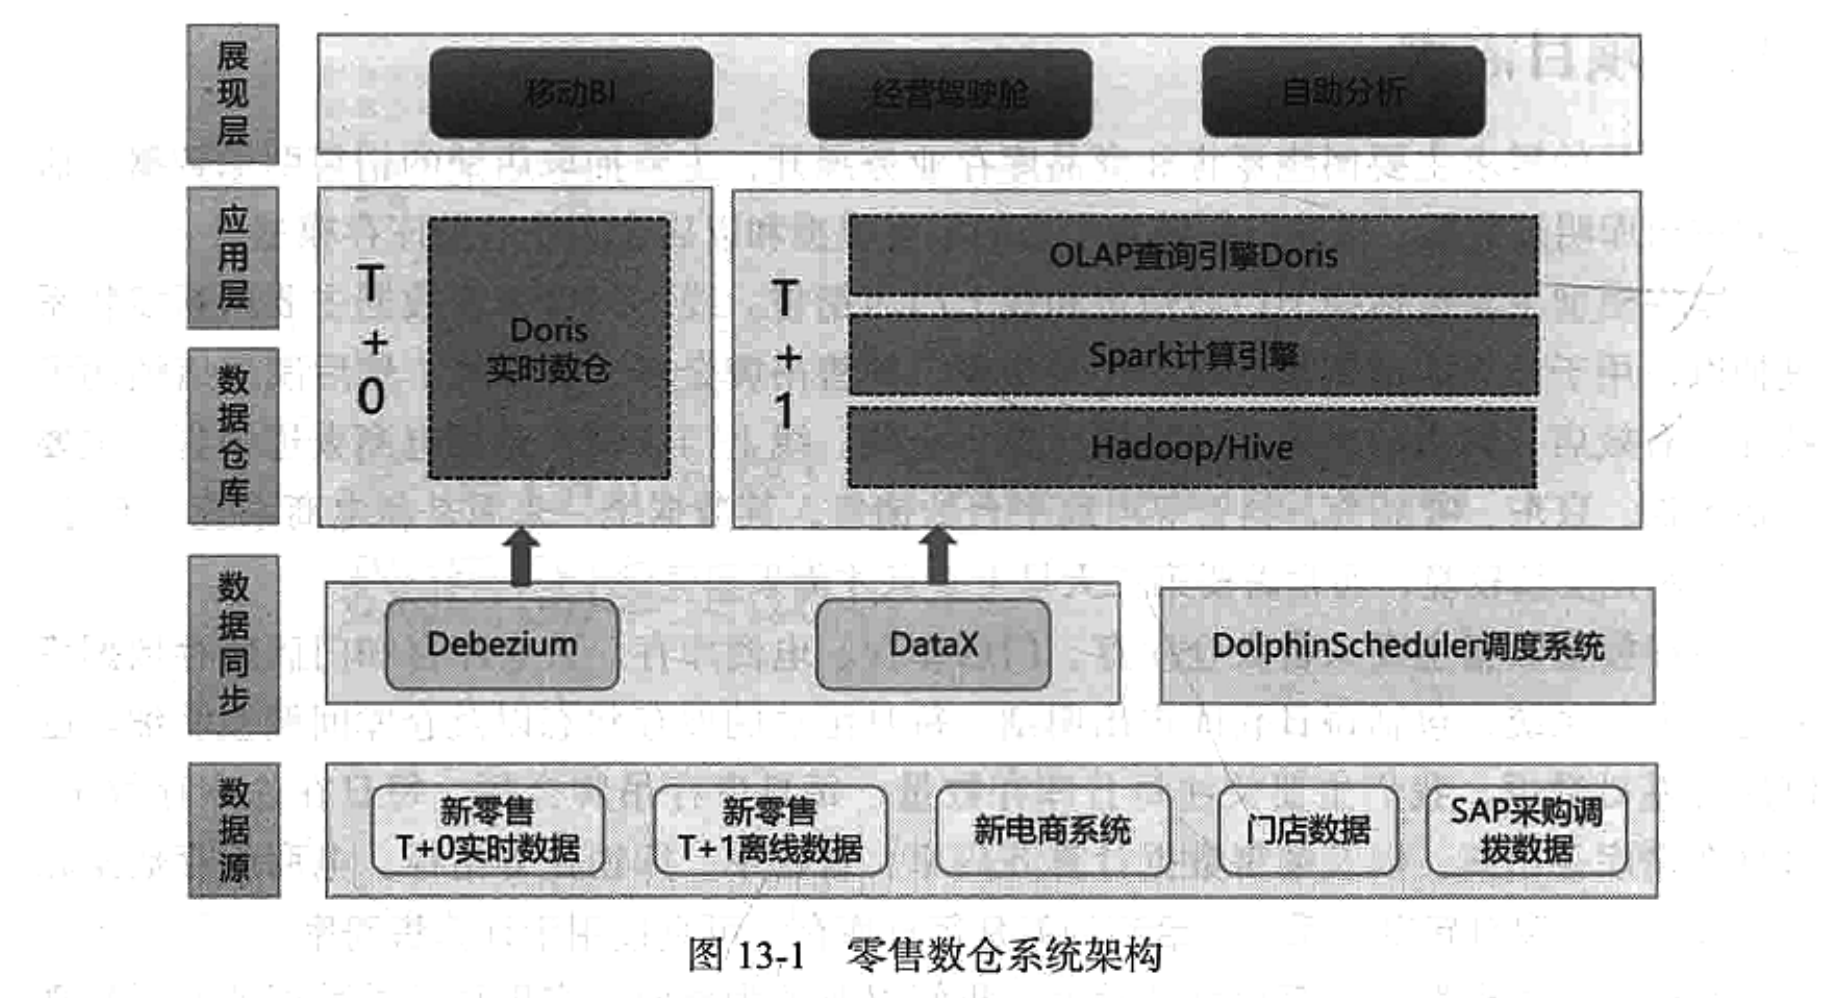 展现层
移动BI
经营驾驶舱
自助分析
应用层
数据仓库
T+0
Doris
实时数仓
T+1
OLAP查询引擎Doris
Spark计算引擎
Hadoop/Hive
数据同步
Debezium
DataX
DolphinScheduler调度系统
数据源
新零售
T+0实时数据
新零售
T+1离线数据
新电商系统
门店数据
SAP采购调
拨数据
图 13-1 零售数仓系统架构